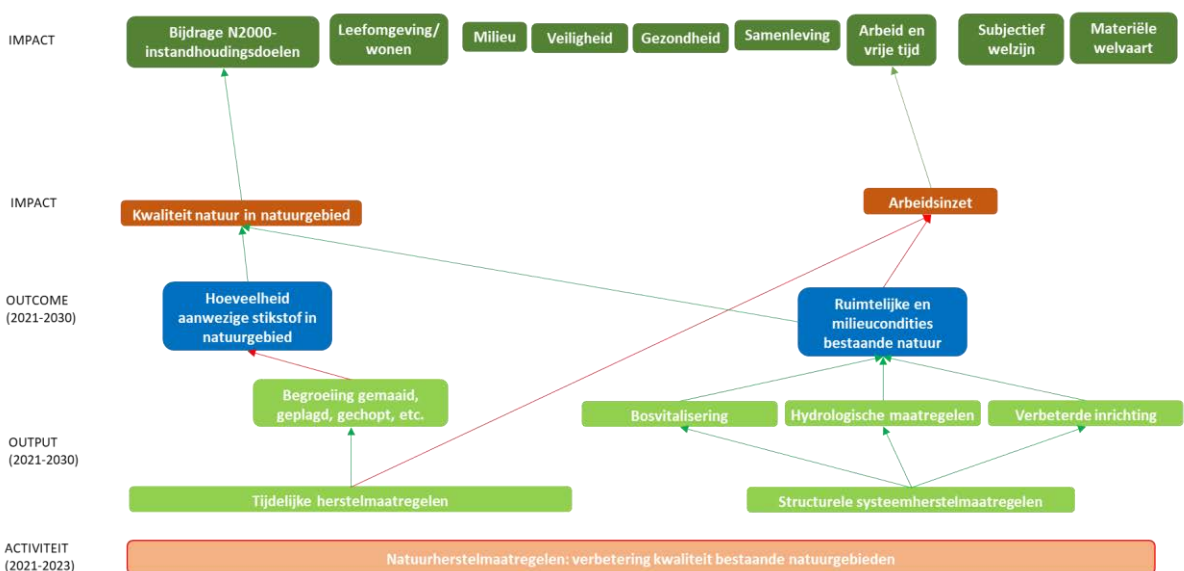 IMPACT
Bijdrage N2000-
instandhoudingsdoelen
Leefomgeving/
wonen
Milieu
Veiligheid
Gezondheid
Samenleving
Arbeid en
vrije tijd
Subjectief
welzijn
Materiële
welvaart
IMPACT
Kwaliteit natuur in natuurgebied
Arbeidsinzet
OUTCOME
(2021-2030)
Hoeveelheid
aanwezige stikstof in
natuurgebied
Ruimtelijke en
milieucondities
bestaande natuur
Begroeiing gemaaid,
geplagd, gechopt, etc.
Bosvitalisering
Hydrologische maatregelen
Verbeterde inrichting
OUTPUT
(2021-2030)
Tijdelijke herstelmaatregelen
Structurele systeemherstelmaatregelen
ACTIVITEIT
(2021-2023)
Natuurherstelmaatregelen: verbetering kwaliteit bestaande natuurgebieden